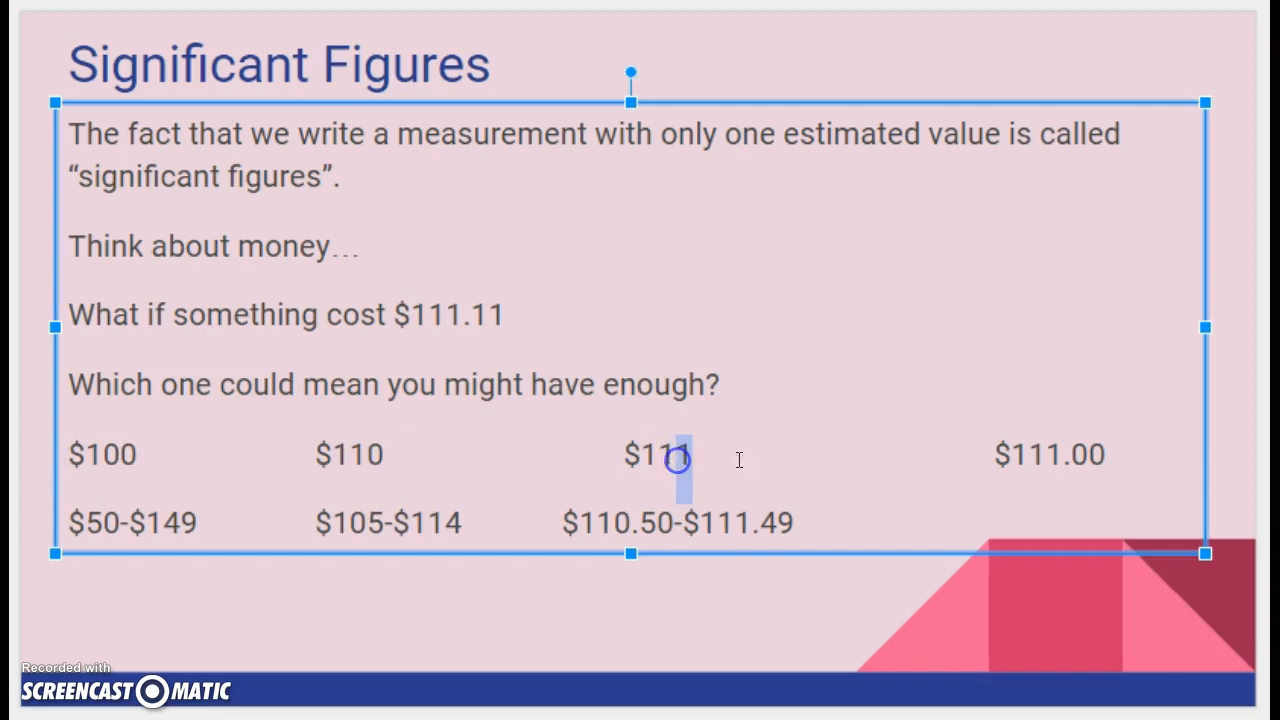 Significant Figures
The fact that we write a measurement with only one estimated value is called
“significant figures”.
Think about money…
What if something cost $111.11
Which one could mean you might have enough?
$100 $110 $111 $111.00
$50-$149 $105-$114 $110.50-$111.49
Recorded with
SCREENCAST O MATIC